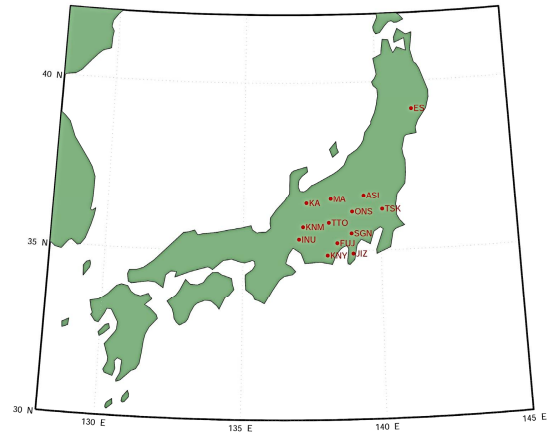 40 N
ES
KA
MA
ASI
ONS
TSK
KNM
TTO
SGN
INU
FUJ
KNY
JIZ
35 N
30 N
130 E
135 E
140 E
145 E